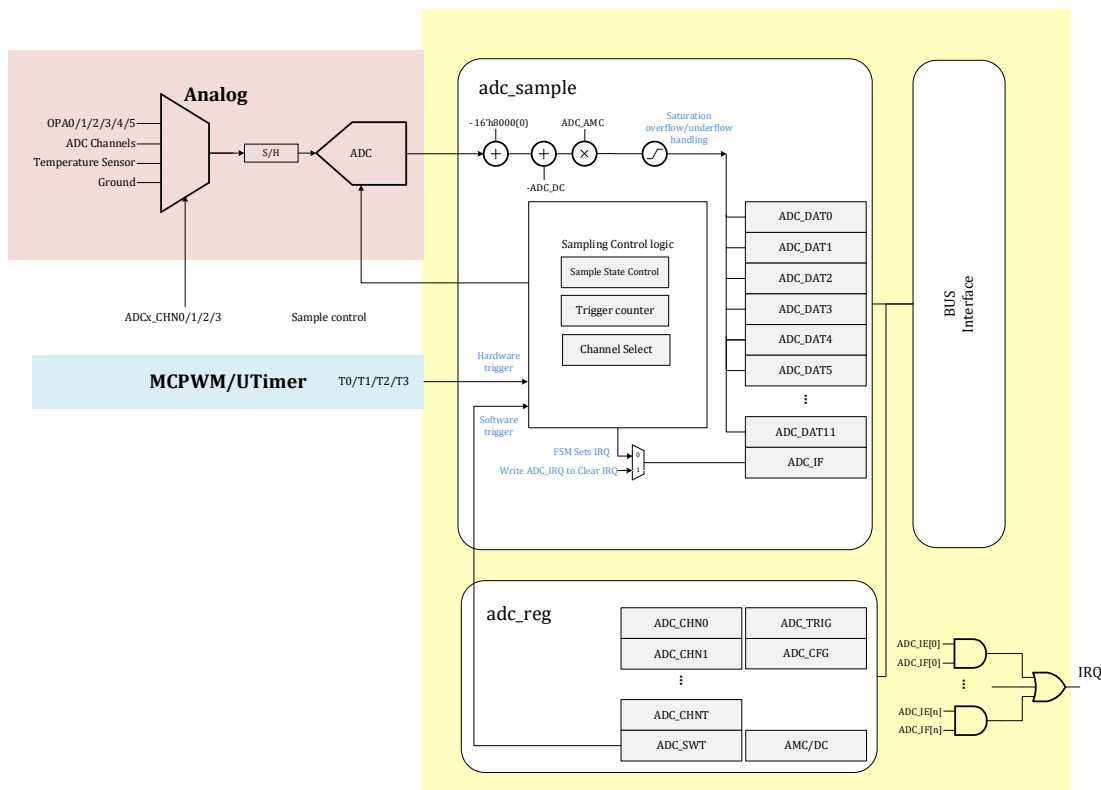 Analog
OPA0/1/2/3/4/5
ADC Channels
Temperature Sensor
Ground
S/H
ADC
ADCx_CHN0/1/2/3
Sample control
MCPWM/UTimer
T0/T1/T2/T3
adc_sample
- 16'h8000(0)
ADC_AMC
Saturation
overflow/underflow
handling
+
+
×
-ADC_DC
Sampling Control logic
Sample State Control
Trigger counter
Channel Select
Hardware
trigger
Software
trigger
FSM Sets IRQ
Write ADC_IRQ to Clear IRQ
0
1
ADC_DAT0
ADC_DAT1
ADC_DAT2
ADC_DAT3
ADC_DAT4
ADC_DAT5
⋮
ADC_DAT11
ADC_IF
BUS
Interface
adc_reg
ADC_CHN0
ADC_TRIG
ADC_CHN1
ADC_CFG
⋮
ADC_CHNT
ADC_SWT
AMC/DC
ADC_IE[0]
ADC_IF[0]
⋮
ADC_IE[n]
ADC_IF[n]
IRQ